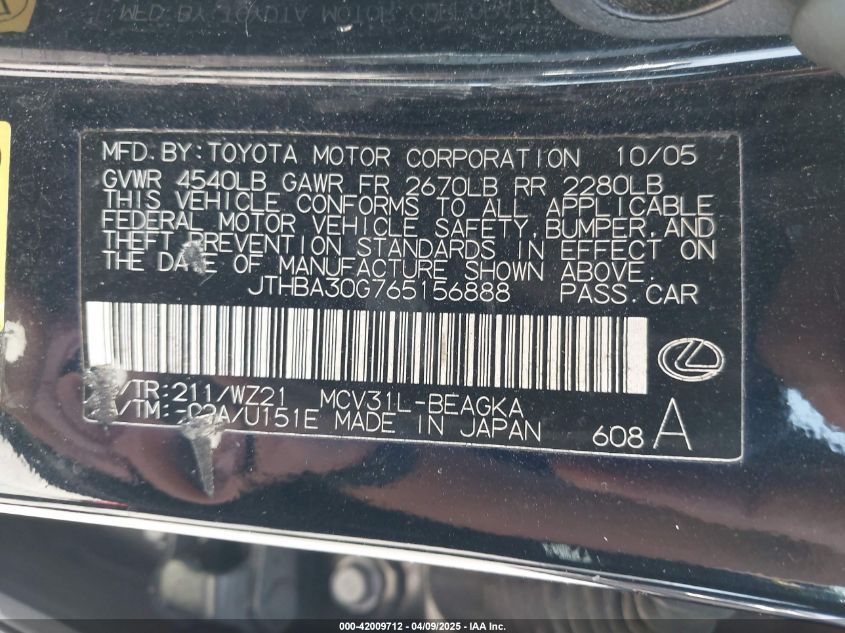 MFD. BY: TOYOTA MOTOR CORPORATION 10/05
GVWR 4540LB GAWR FR 2670LB RR 2280LB
THIS VEHICLE CONFORMS TO ALL APPLICABLE
FEDERAL MOTOR VEHICLE SAFETY, BUMPER, AND
THEFT PREVENTION STANDARDS IN EFFECT ON
THE DATE OF MANUFACTURE SHOWN ABOVE.
JTHBA30G765156888 PASS. CAR
/TR: 211/WZ21 MCV31L-BEAGKA
/TM: A/U151E MADE IN JAPAN 608 A
000-42009712 - 04/09/2025 - IAA Inc.